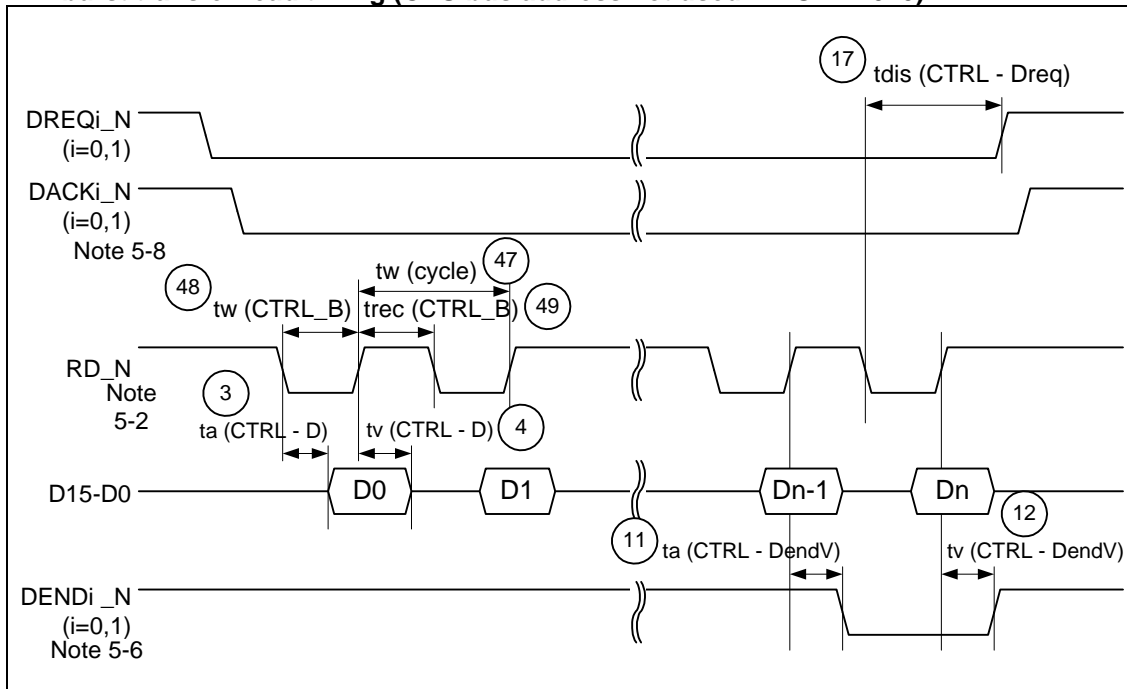 17
tdis (CTRL - Dreq)
DREQi_N
(i=0,1)
DACKi_N
(i=0,1)
Note 5-8
48
tw (cycle)
47
tw (CTRL_B)
trec (CTRL_B)
49
RD_N
Note
5-2
3
ta (CTRL - D)
tv (CTRL - D)
4
D15-D0
D0
D1
Dn-1
Dn
11
ta (CTRL - DendV)
12
tv (CTRL - DendV)
DENDi _N
(i=0,1)
Note 5-6